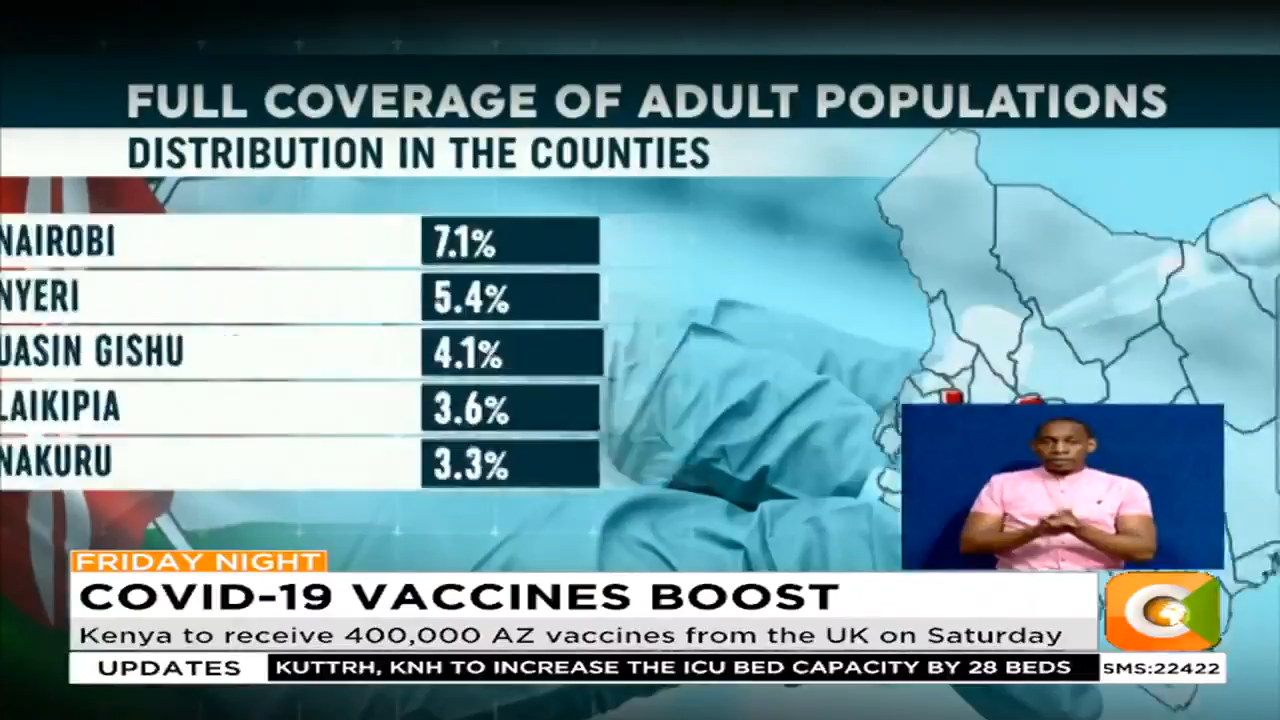 FULL COVERAGE OF ADULT POPULATIONS
DISTRIBUTION IN THE COUNTIES
NAIROBI 7.1%
NYERI 5.4%
UASIN GISHU 4.1%
LAIKIPIA 3.6%
NAKURU 3.3%
FRIDAY NIGHT
COVID-19 VACCINES BOOST
Kenya to receive 400,000 AZ vaccines from the UK on Saturday
UPDATES KUTTRH, KNH TO INCREASE THE ICU BED CAPACITY BY 28 BEDS SMS:22422